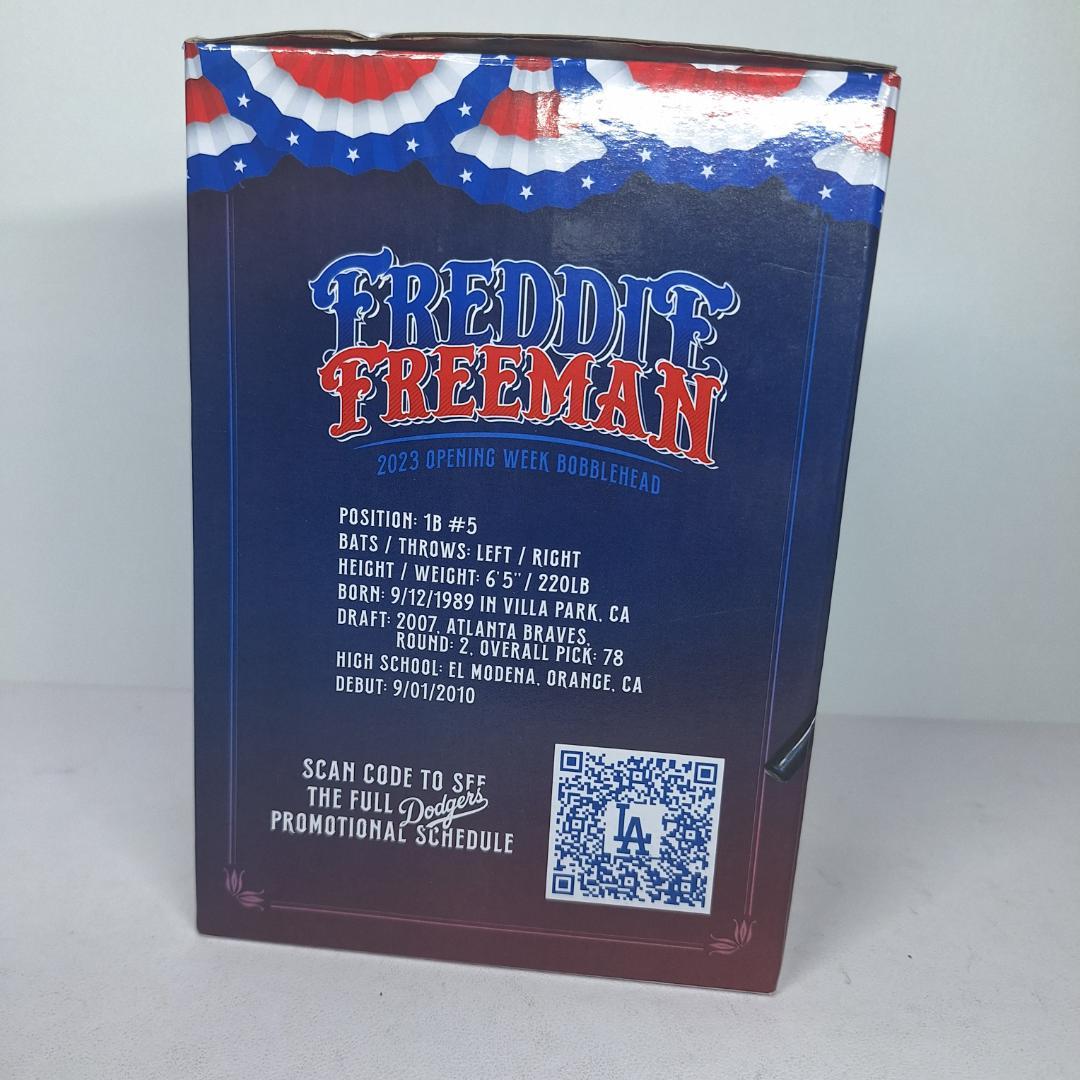 FREDDIE
FREEMAN
2023 OPENING WEEK BOBBLEHEAD
POSITION: 1B #5
BATS / THROWS: LEFT / RIGHT
HEIGHT / WEIGHT: 6'5" / 220LB
BORN: 9/12/1989 IN VILLA PARK, CA
DRAFT: 2007, ATLANTA BRAVES,
ROUND: 2, OVERALL PICK: 78
HIGH SCHOOL: EL MODENA, ORANGE, CA
DEBUT: 9/01/2010
SCAN CODE TO SEE
THE FULL Dodgers
PROMOTIONAL SCHEDULE
LA